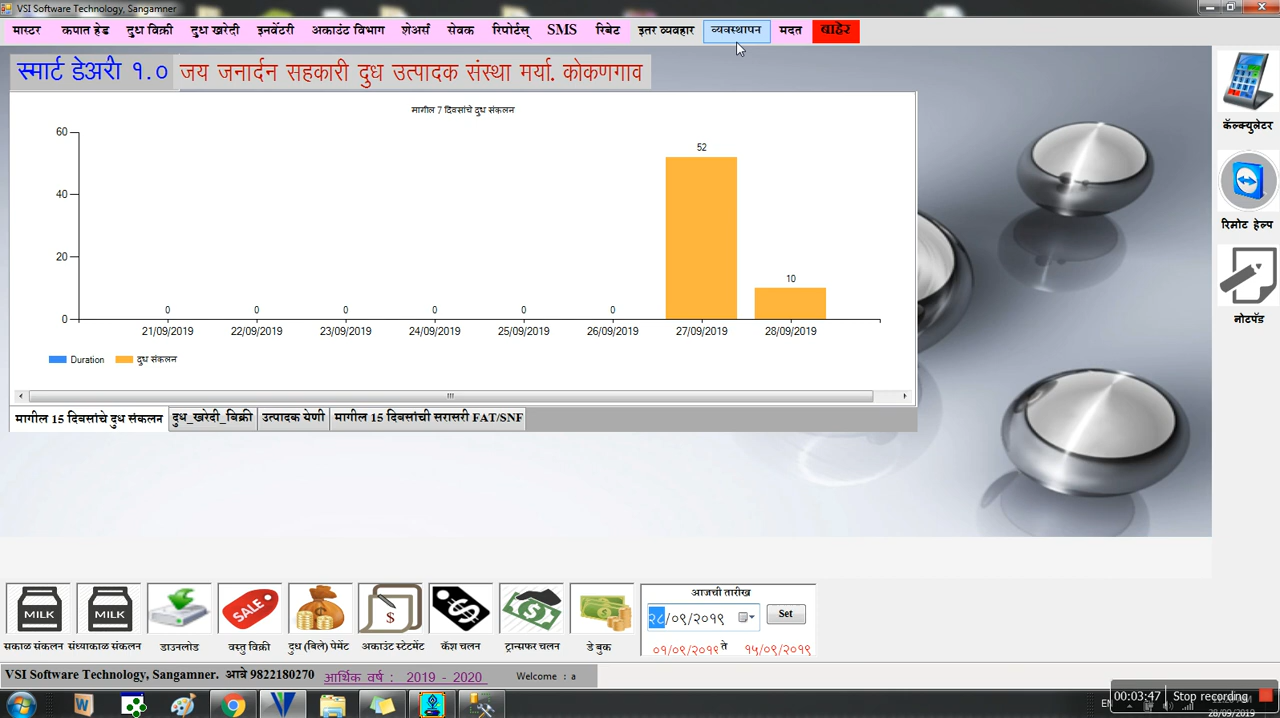 VSI Software Technology, Sangamner
मास्टर कपात हेड दुध विक्री दुध खरेदी इनवेंटरी अकाउंट विभाग शेअर्स सेवक रिपोर्टस् SMS रिबेट इतर व्यवहार व्यवस्थापन मदत बाहेर
स्मार्ट डेअरी १.० जय जनार्दन सहकारी दुध उत्पादक संस्था मर्या. कोकणगाव
मागील 7 दिवसांचे दुध संकलन
60
40
20
0
0 0 0 0 0 0 52 10
21/09/2019 22/09/2019 23/09/2019 24/09/2019 25/09/2019 26/09/2019 27/09/2019 28/09/2019
Duration दुध संकलन
मागील 15 दिवसांचे दुध संकलन दुध_खरेदी_बिक्री उत्पादक येणी मागील 15 दिवसांची सरासरी FAT/SNF
कॅल्क्युलेटर
रिमोट हेल्प
नोटपॅड
MILK MILK SALE
सकाळ संकलन संध्याकाळ संकलन डाउनलोड वस्तु विक्री दुध (बिले) पेमेंट अकाउंट स्टेटमेंट कॅश चलन ट्रान्सफर चलन डे बुक
आजची तारीख
२८/०९/२०१९ Set
०१/०९/२०१९ ते १५/०९/२०१९
VSI Software Technology, Sangamner. आत्रे 9822180270 आर्थिक वर्ष : 2019 - 2020 Welcome : a
EN 00:03:47 Stop recording
28/09/2019